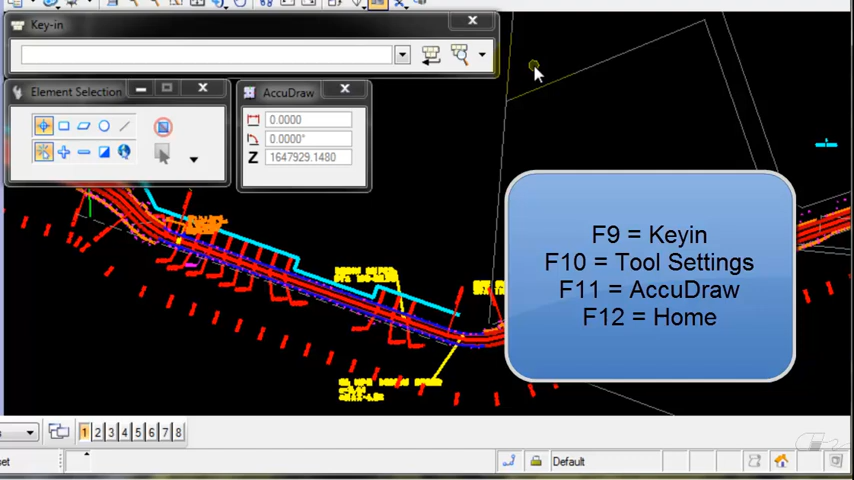 Key-in
Element Selection
AccuDraw
0.0000
0.0000°
Z 1647929.1480
F9 = Keyin
F10 = Tool Settings
F11 = AccuDraw
F12 = Home
1 2 3 4 5 6 7 8
Default